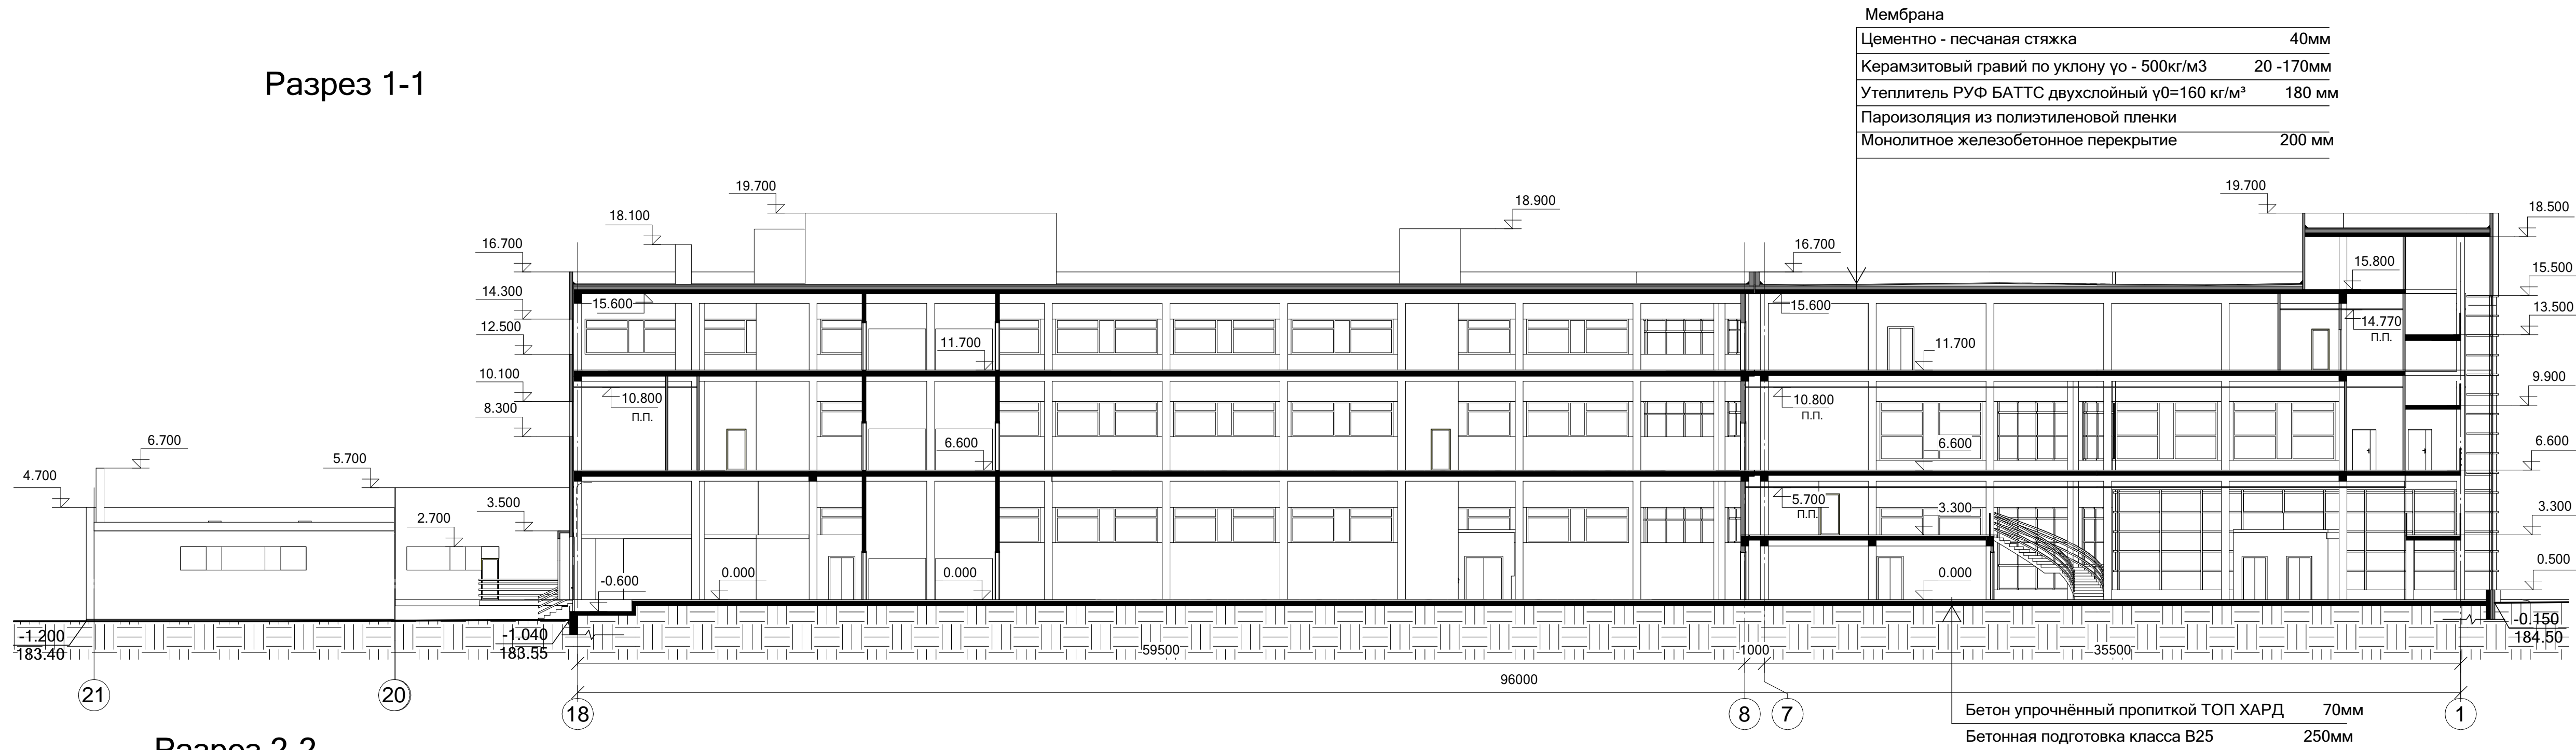 Мембрана
Цементно - песчаная стяжка 40мм
Разрез 1-1
Керамзитовый гравий по уклону γо - 500кг/м3 20 -170мм
Утеплитель РУФ БАТТС двухслойный γ0=160 кг/м³ 180 мм
Пароизоляция из полиэтиленовой пленки
Монолитное железобетонное перекрытие 200 мм
19.700 18.900 19.700
18.100 18.500
16.700 16.700
15.800 15.500
14.300 15.600 15.600
14.770 13.500
п.п.
12.500 11.700 11.700
10.100 9.900
10.800 10.800
п.п. п.п.
8.300
6.700 6.600 6.600 6.600
5.700
4.700
5.700
п.п.
3.500 3.300 3.300
2.700
-0.600 0.000 0.000 0.000 0.500
-1.200 -1.040 -0.150
183.40 183.55 184.50
59500 1000 35500
96000
21 20 18 8 7 1
Бетон упрочнённый пропиткой ТОП ХАРД 70мм
Бетонная подготовка класса В25 250мм
Разрез 2-2